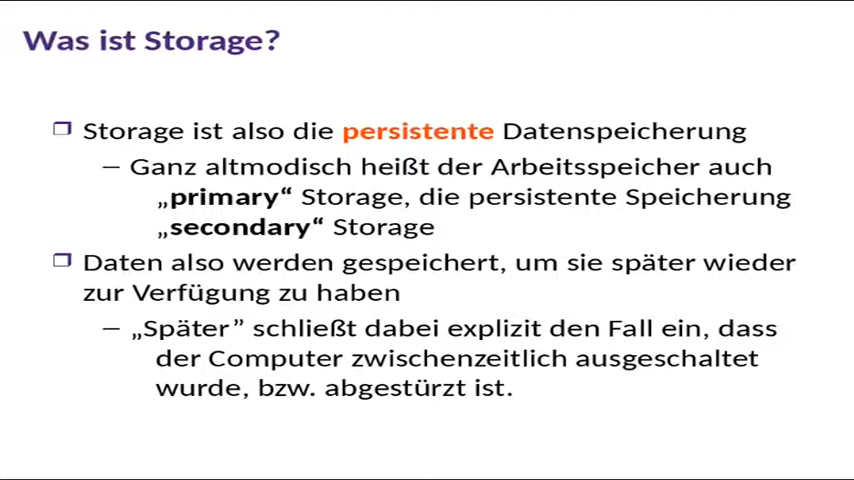 Was ist Storage?
❒ Storage ist also die persistente Datenspeicherung
– Ganz altmodisch heißt der Arbeitsspeicher auch
„primary“ Storage, die persistente Speicherung
„secondary“ Storage
❒ Daten also werden gespeichert, um sie später wieder
zur Verfügung zu haben
– „Später” schließt dabei explizit den Fall ein, dass
der Computer zwischenzeitlich ausgeschaltet
wurde, bzw. abgestürzt ist.